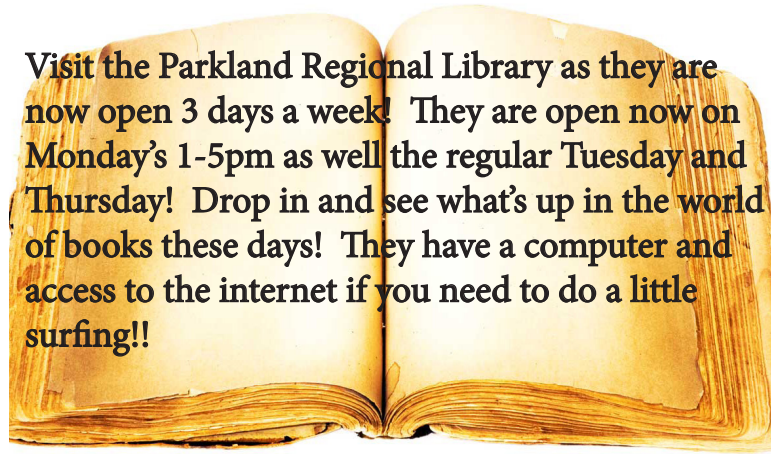 Visit the Parkland Regional Library as they are
now open 3 days a week!  They are open now on
Monday’s 1-5pm as well the regular Tuesday and
Thursday!  Drop in and see what’s up in the world
of books these days!  They have a computer and
access to the internet if you need to do a little
surfing!!